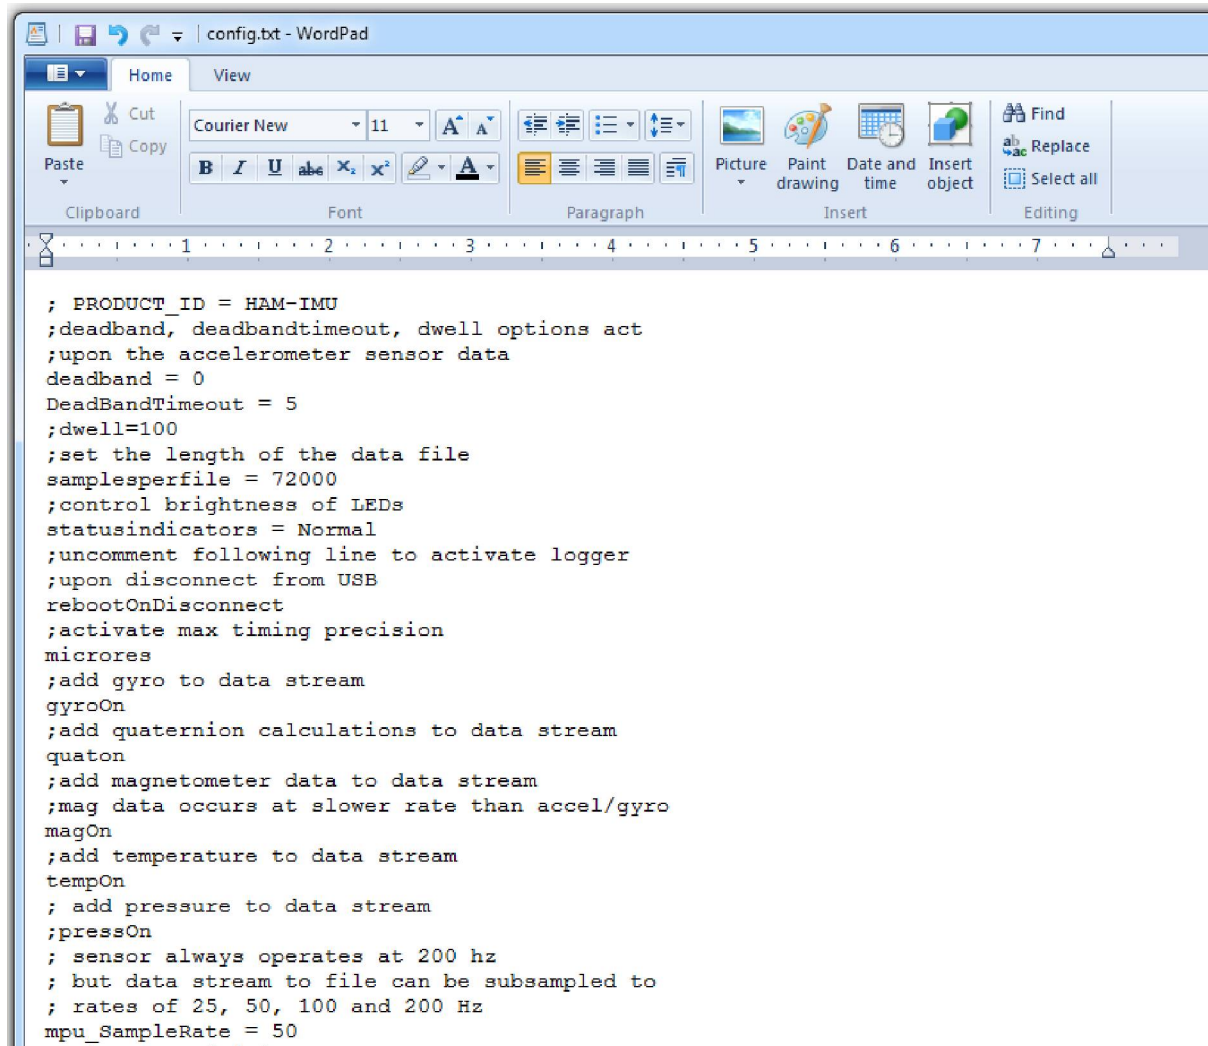 config.txt - WordPad
Home View
Cut
Copy
Paste
Clipboard
Courier New 11 A A
B I U abc X₂ x² A
Font
Paragraph
Picture Paint drawing Date and time Insert object
Insert
Find
ab ac Replace
Select all
Editing
1 2 3 4 5 6 7
; PRODUCT_ID = HAM-IMU
;deadband, deadbandtimeout, dwell options act
;upon the accelerometer sensor data
deadband = 0
DeadBandTimeout = 5
;dwell=100
;set the length of the data file
samplesperfile = 72000
;control brightness of LEDs
statusindicators = Normal
;uncomment following line to activate logger
;upon disconnect from USB
rebootOnDisconnect
;activate max timing precision
microres
;add gyro to data stream
gyroOn
;add quaternion calculations to data stream
quaton
;add magnetometer data to data stream
;mag data occurs at slower rate than accel/gyro
magOn
;add temperature to data stream
tempOn
; add pressure to data stream
;pressOn
; sensor always operates at 200 hz
; but data stream to file can be subsampled to
; rates of 25, 50, 100 and 200 Hz
mpu_SampleRate = 50